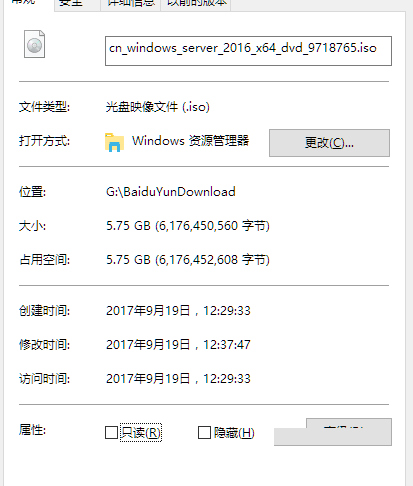 常规 安全 详细信息 以前的版本
cn_windows_server_2016_x64_dvd_9718765.iso
文件类型: 光盘映像文件 (.iso)
打开方式: Windows 资源管理器 更改(C)...
位置: G:\BaiduYunDownload
大小: 5.75 GB (6,176,450,560 字节)
占用空间: 5.75 GB (6,176,452,608 字节)
创建时间: 2017年9月19日，12:29:33
修改时间: 2017年9月19日，12:37:47
访问时间: 2017年9月19日，12:29:33
属性: 只读(R) 隐藏(H)